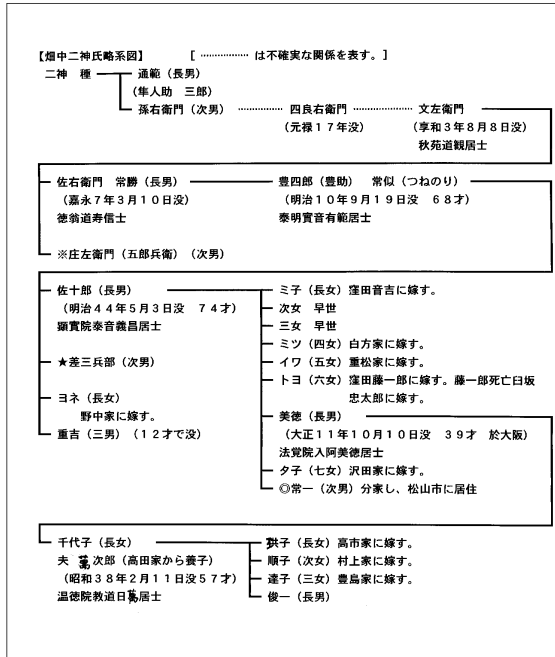 【畑中二神氏略系図】 [ ………… は不確実な関係を表す。]
二神 種 通範(長男)
(隼人助 三郎)
孫右衛門(次男) ………… 四良右衛門 ………… 文左衛門
(元禄17年没) (享和3年8月8日没)
秋苑道観居士
佐右衛門 常勝(長男) 豊四郎(豊助) 常似(つねのり)
(嘉永7年3月10日没) (明治10年9月19日没 68才)
徳翁道寿信士 泰明實音有範居士
※庄左衛門(五郎兵衛)(次男)
佐十郎(長男) ミ子(長女)窪田音吉に嫁す。
(明治44年5月3日没 74才) 次女 早世
顕實院泰音義昌居士 三女 早世
ミツ(四女)白方家に嫁す。
★差三兵部(次男) イワ(五女)重松家に嫁す。
トヨ(六女)窪田藤一郎に嫁す。藤一郎死亡臼坂
ヨネ(長女) 忠太郎に嫁す。
野中家に嫁す。 美徳(長男)
重吉(三男)(12才で没) (大正11年10月10日没 39才 於大阪)
法覚院入阿美徳居士
タ子(七女)沢田家に嫁す。
◎常一(次男)分家し、松山市に居住
千代子(長女) 子(長女)高市家に嫁す。
夫 萬次郎(高田家から養子) 順子(次女)村上家に嫁す。
(昭和38年2月11日没57才) 達子(三女)豊島家に嫁す。
温徳院教道日萬居士 俊一(長男)